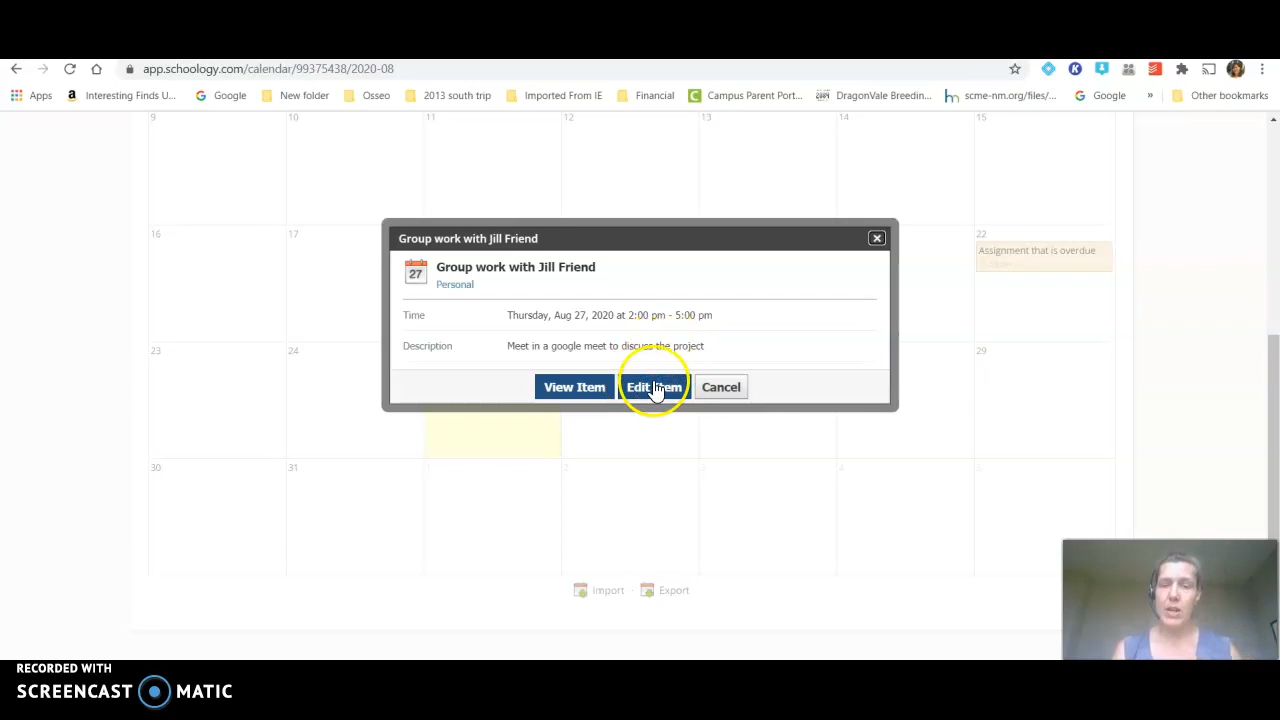 app.schoology.com/calendar/99375438/2020-08
Apps Interesting Finds U... Google New folder Osseo 2013 south trip Imported From IE Financial Campus Parent Port... DragonVale Breedin... scme-nm.org/files/... Google » Other bookmarks
9 10 11 12 13 14 15
16 17 22
Assignment that is overdue
Group work with Jill Friend
27
Group work with Jill Friend
Personal
Time Thursday, Aug 27, 2020 at 2:00 pm - 5:00 pm
Description Meet in a google meet to discuss the project
View Item Edit Item Cancel
23 24 29
30 31
Import · Export
RECORDED WITH
SCREENCAST MATIC